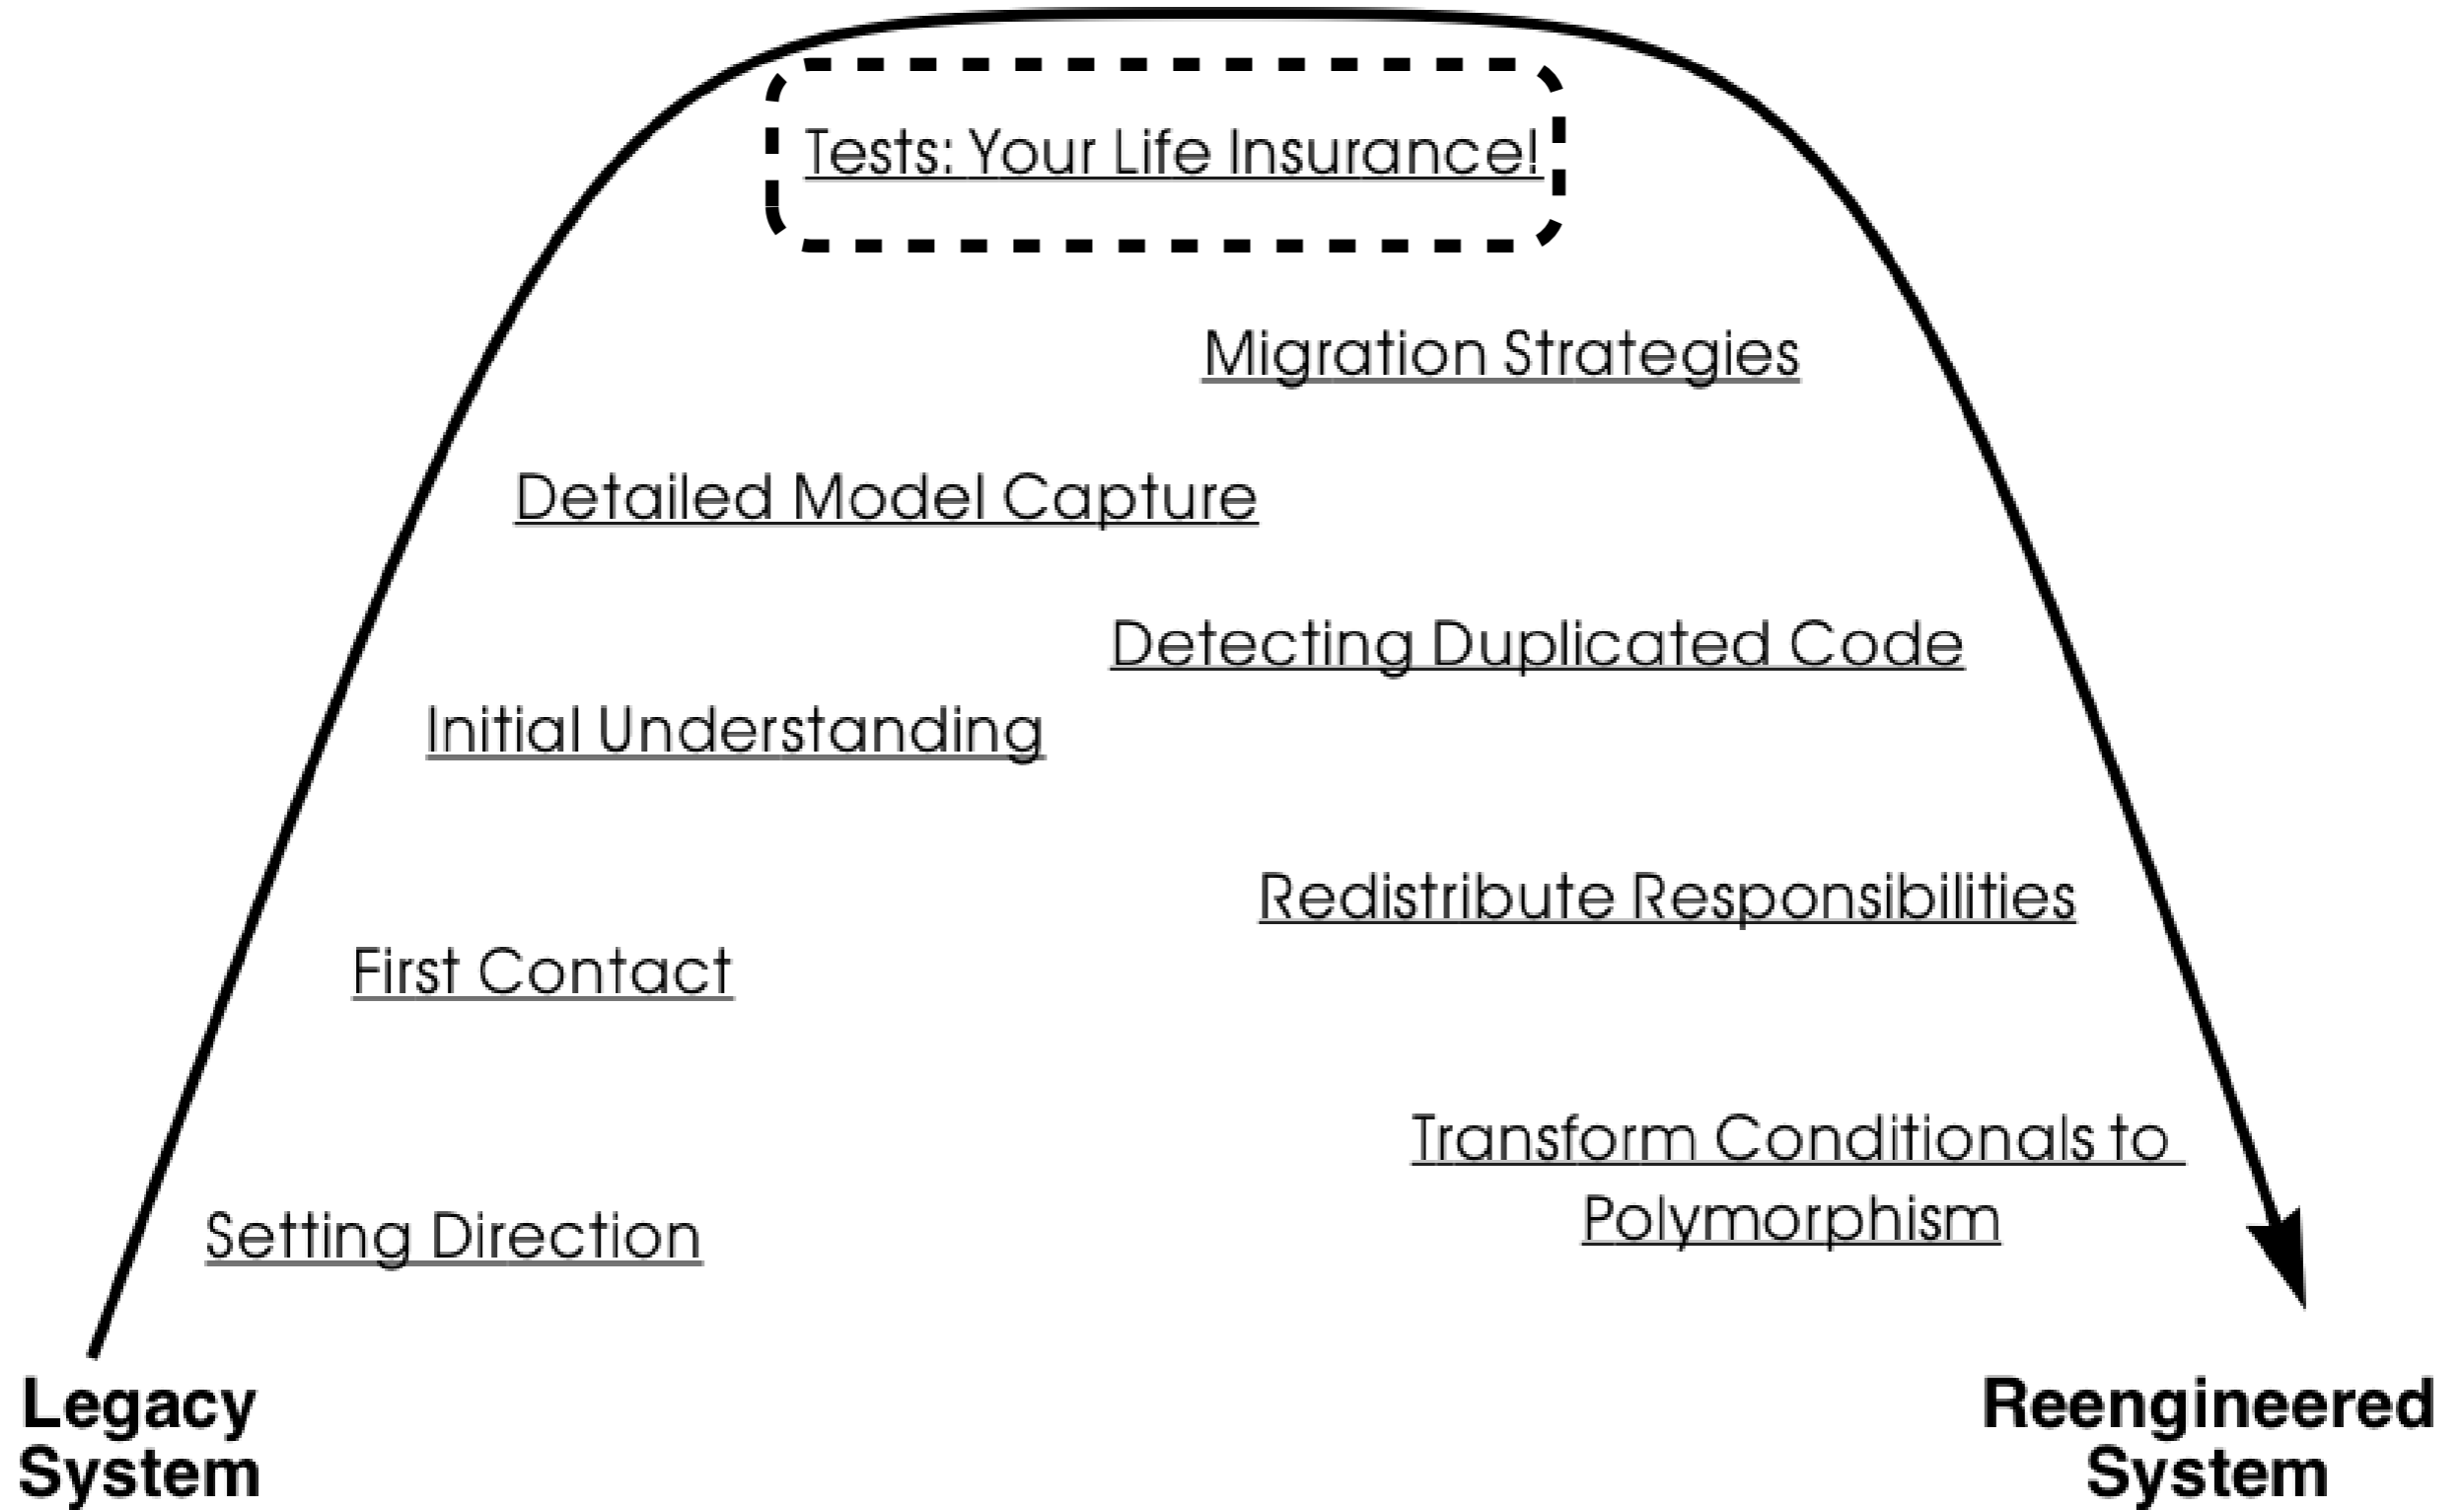 Tests: Your Life Insurance!
Migration Strategies
Detailed Model Capture
Detecting Duplicated Code
Initial Understanding
Redistribute Responsibilities
First Contact
Transform Conditionals to
Polymorphism
Setting Direction
Legacy
System
Reengineered
System